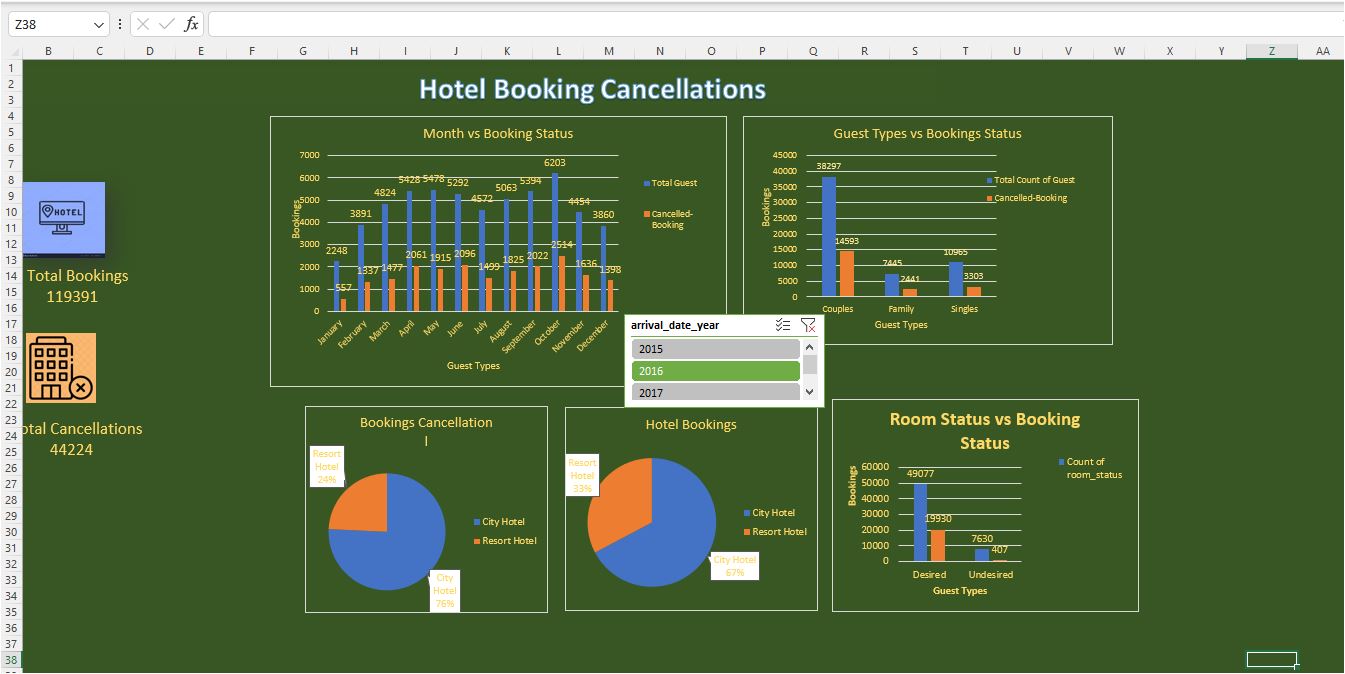 Z38
fx
B C D E F G H I J K L M N O P Q R S T U V W X Y Z AA
1
2
3
4
5
6
7
8
9
10
11
12
13
14
15
16
17
18
19
20
21
22
23
24
25
26
27
28
29
30
31
32
33
34
35
36
37
38
Hotel Booking Cancellations
HOTEL
Total Bookings
119391
otal Cancellations
44224
Month vs Booking Status
7000
6000
5000
4000
3000
2000
1000
0
Bookings
2248 3891 4824 5428 5478 5292 4572 5063 5394 6203 4454 3860
557 1337 1477 2061 1915 2096 1499 1825 2022 2514 1636 1398
January February March April May June July August September October November December
Guest Types
Total Guest
Cancelled-
Booking
Guest Types vs Bookings Status
45000
40000
35000
30000
25000
20000
15000
10000
5000
0
Bookings
38297 14593 7445 2441 10965 3303
Couples Family Singles
Guest Types
Total Count of Guest
Cancelled-Booking
arrival_date_year
2015
2016
2017
Bookings Cancellation
l
Resort
Hotel
24%
City
Hotel
76%
City Hotel
Resort Hotel
Hotel Bookings
Resort
Hotel
33%
City Hotel
67%
City Hotel
Resort Hotel
Room Status vs Booking
Status
60000
50000
40000
30000
20000
10000
0
Bookings
49077 19930 7630 407
Desired Undesired
Guest Types
Count of
room_status